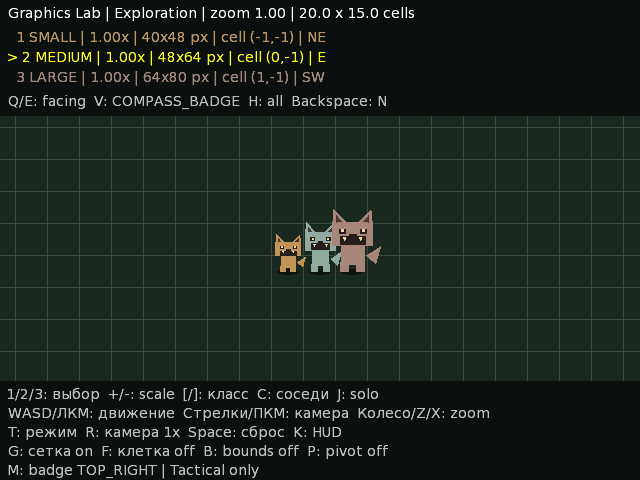 Graphics Lab | Exploration | zoom 1.00 | 20.0 x 15.0 cells
1 SMALL | 1.00x | 40x48 px | cell (-1,-1) | NE
> 2 MEDIUM | 1.00x | 48x64 px | cell (0,-1) | E
3 LARGE | 1.00x | 64x80 px | cell (1,-1) | SW
Q/E: facing V: COMPASS_BADGE H: all Backspace: N
1/2/3: выбор +/-: scale [/]: класс C: соседи J: solo
WASD/ЛКМ: движение Стрелки/ПКМ: камера Колесо/Z/X: zoom
T: режим R: камера 1x Space: сброс K: HUD
G: сетка on F: клетка off B: bounds off P: pivot off
M: badge TOP_RIGHT | Tactical only